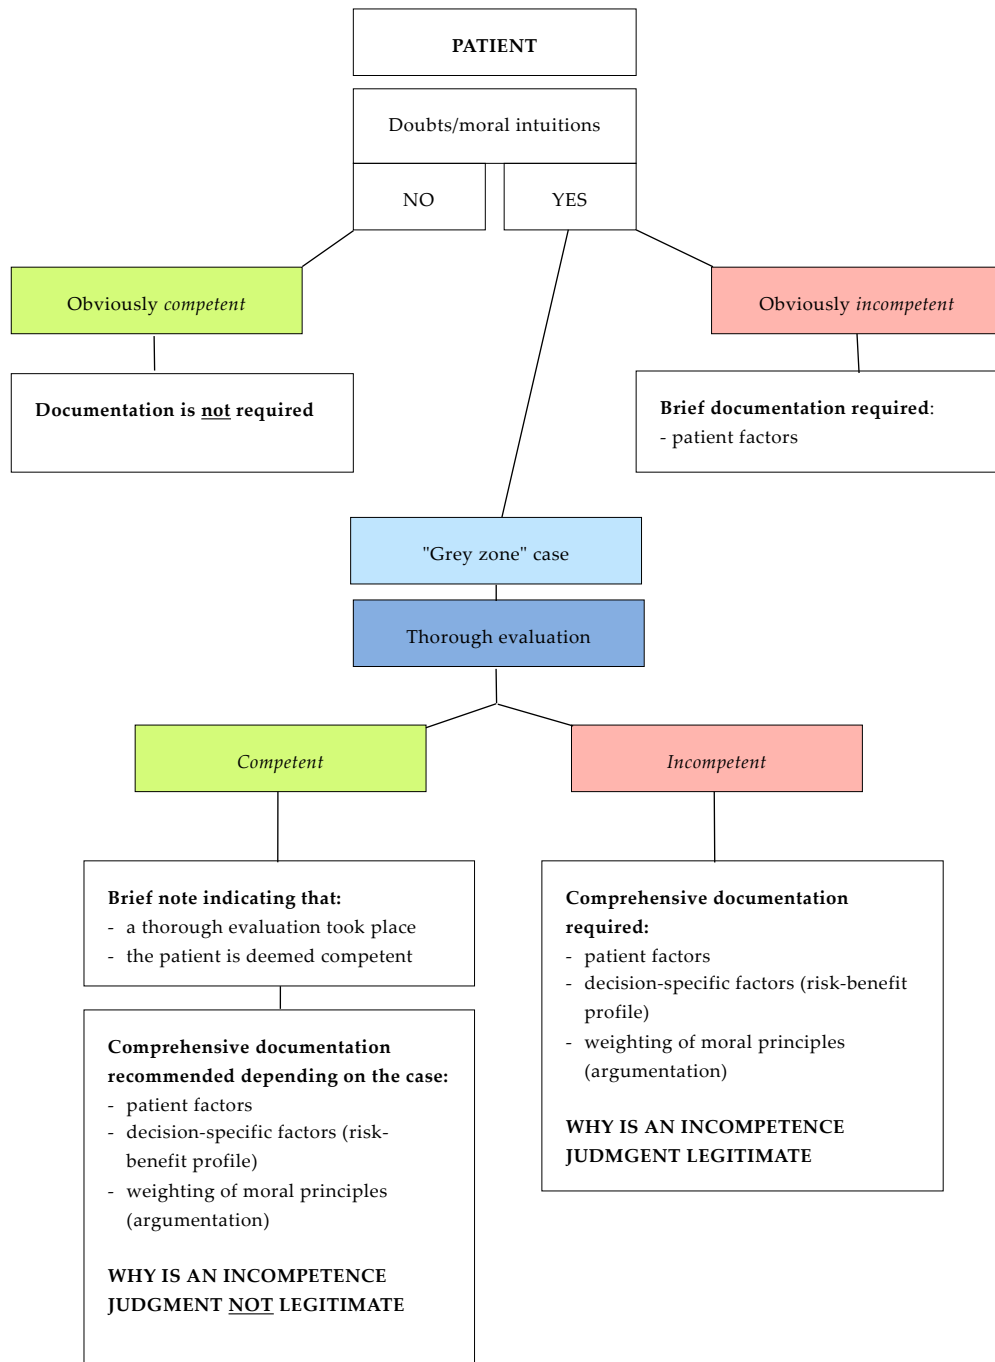 PATIENT
Doubts/moral intuitions
NO
YES
Obviously competent
Obviously incompetent
Documentation is not required
Brief documentation required:
- patient factors
"Grey zone" case
Thorough evaluation
Competent
Incompetent
Brief note indicating that:
- a thorough evaluation took place
- the patient is deemed competent
Comprehensive documentation
recommended depending on the case:
- patient factors
- decision-specific factors (risk-
benefit profile)
- weighting of moral principles
(argumentation)
WHY IS AN INCOMPETENCE
JUDGMENT NOT LEGITIMATE
Comprehensive documentation
required:
- patient factors
- decision-specific factors (risk-benefit
profile)
- weighting of moral principles
(argumentation)
WHY IS AN INCOMPETENCE
JUDMGENT LEGITIMATE